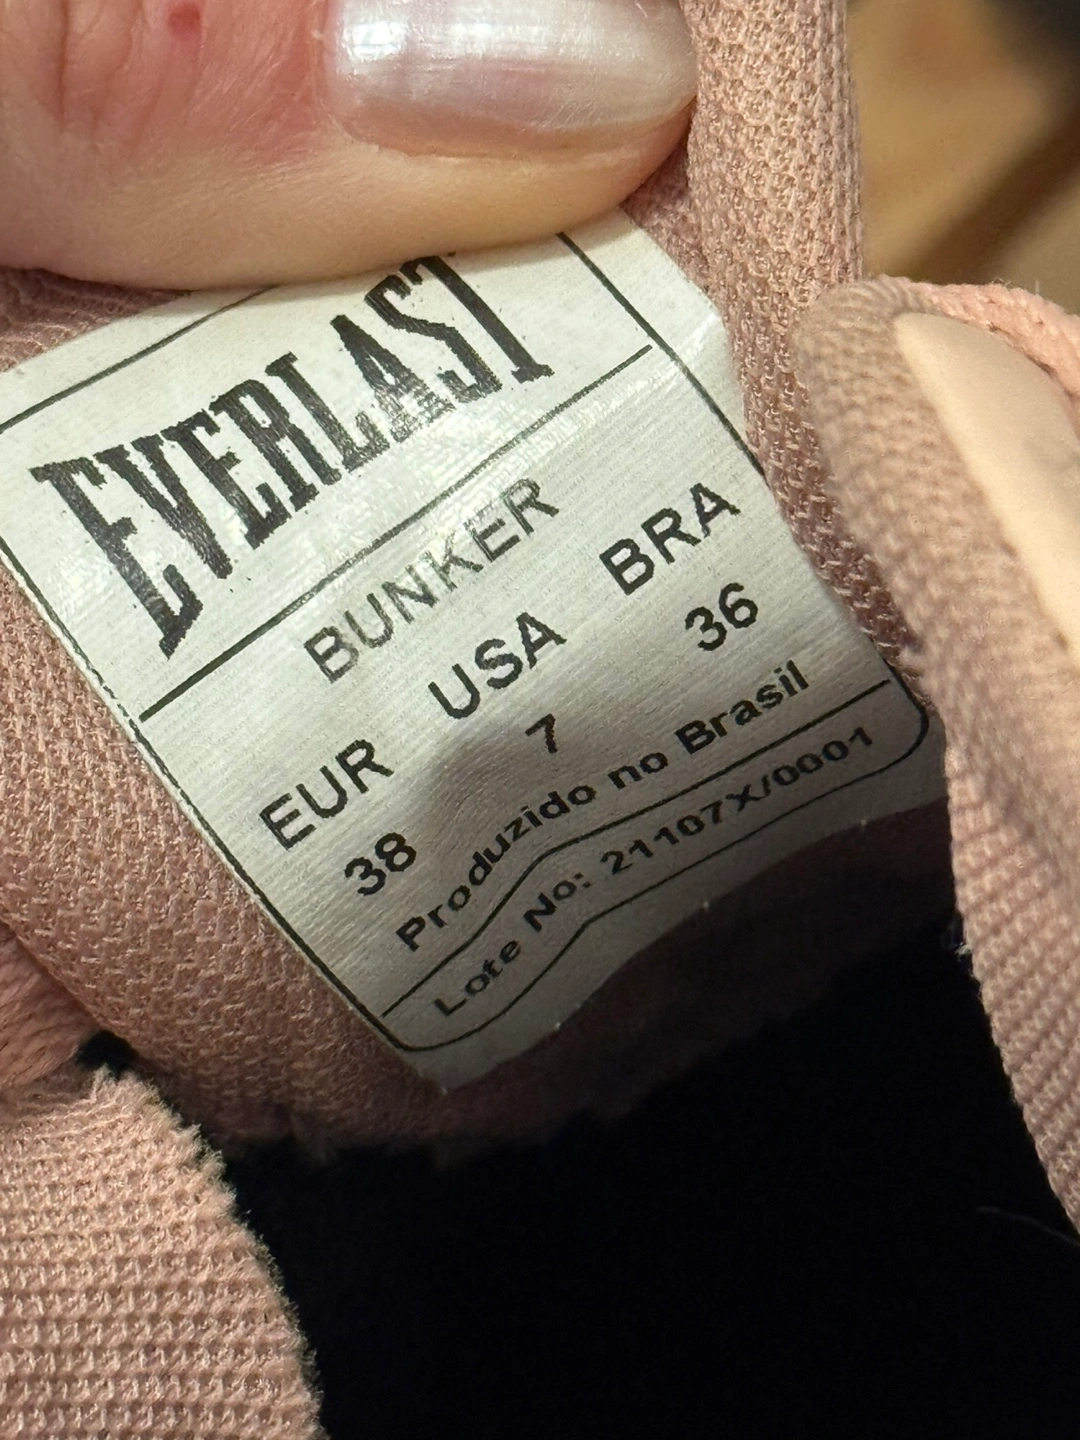 EVERLAST
BUNKER
EUR USA BRA
38 7 36
Produzido no Brasil
Lote No: 21107X/0001